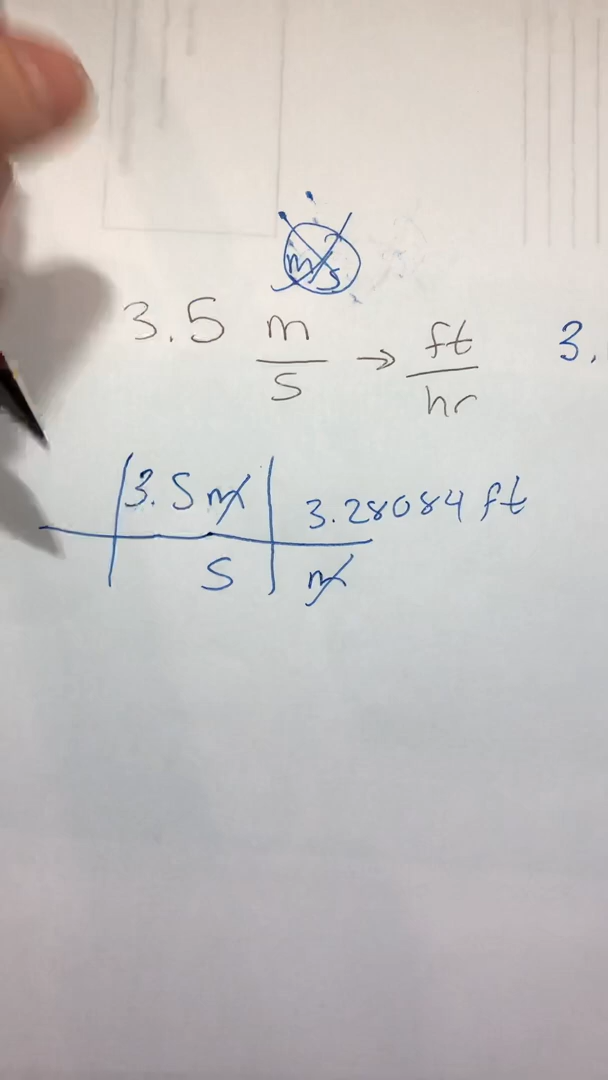 m/s
3.5 m/s → ft/hr 3.
3.5 m | 3.28084 ft
s | m